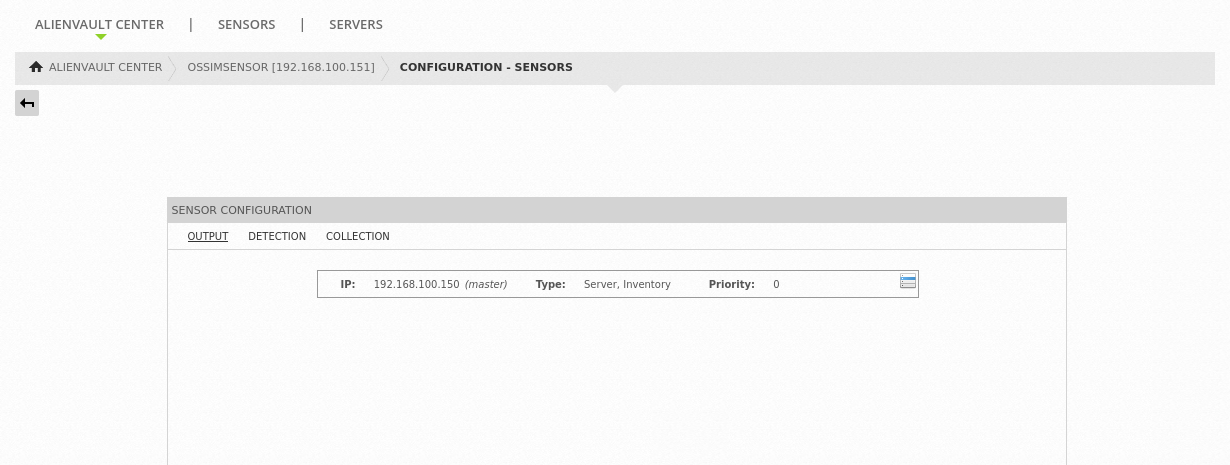 ALIENVAULT CENTER | SENSORS | SERVERS
ALIENVAULT CENTER OSSIMSENSOR [192.168.100.151] CONFIGURATION - SENSORS
SENSOR CONFIGURATION
OUTPUT DETECTION COLLECTION
IP: 192.168.100.150 (master) Type: Server, Inventory Priority: 0